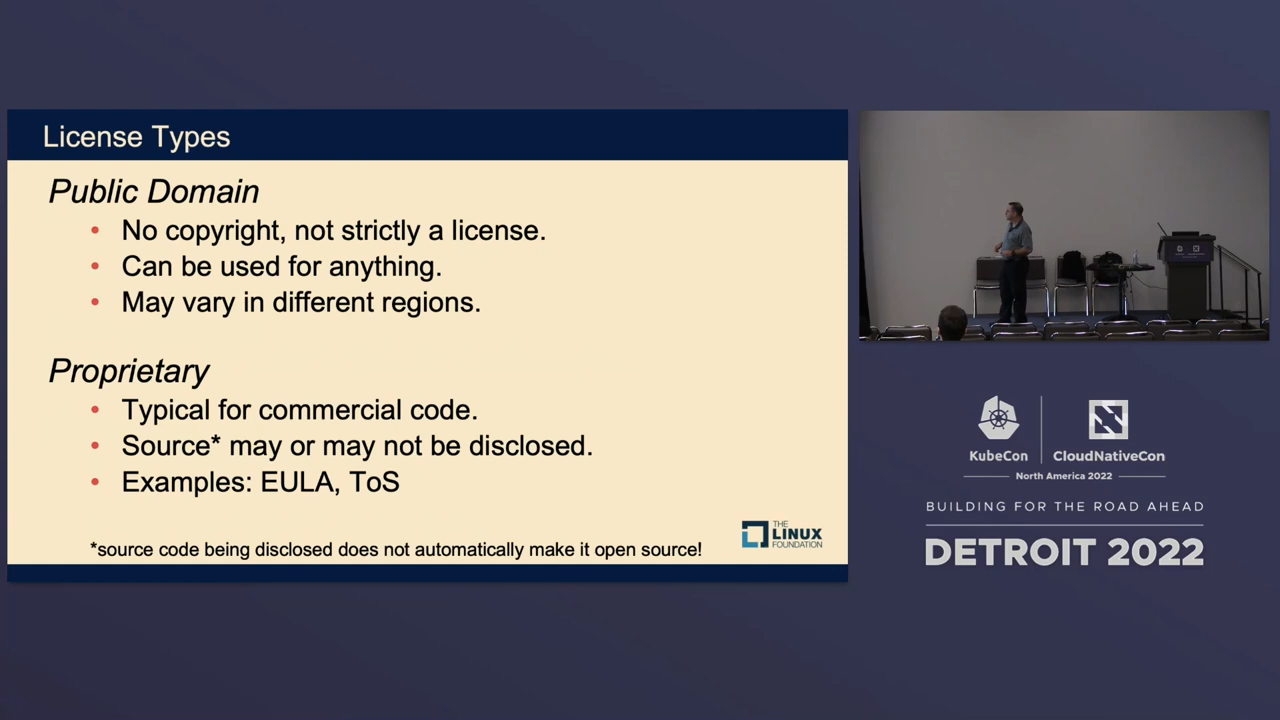 License Types
Public Domain
• No copyright, not strictly a license.
• Can be used for anything.
• May vary in different regions.
Proprietary
• Typical for commercial code.
• Source* may or may not be disclosed.
• Examples: EULA, ToS
*source code being disclosed does not automatically make it open source!
THE
LINUX
FOUNDATION
KubeCon
CloudNativeCon
North America 2022
BUILDING FOR THE ROAD AHEAD
DETROIT 2022